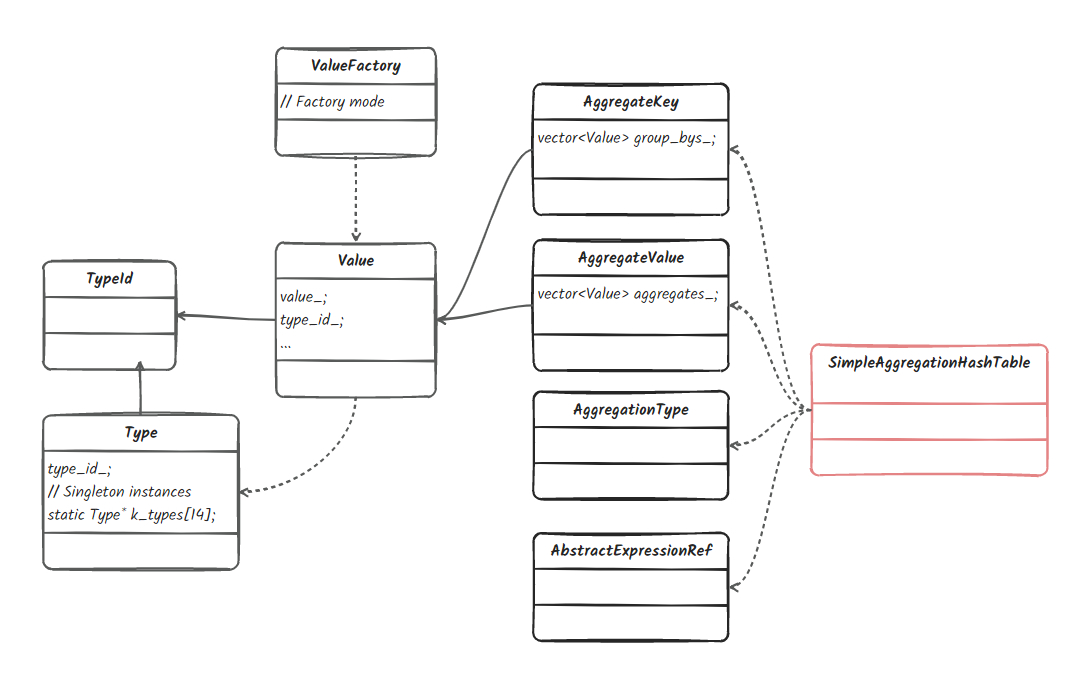 ValueFactory
// Factory mode
AggregateKey
vector<Value> group_bys_;
Value
value_;
type_id_;
...
AggregateValue
vector<Value> aggregates_;
TypeId
SimpleAggregationHashTable
AggregationType
Type
type_id_;
// Singleton instances
static Type* k_types[14];
AbstractExpressionRef